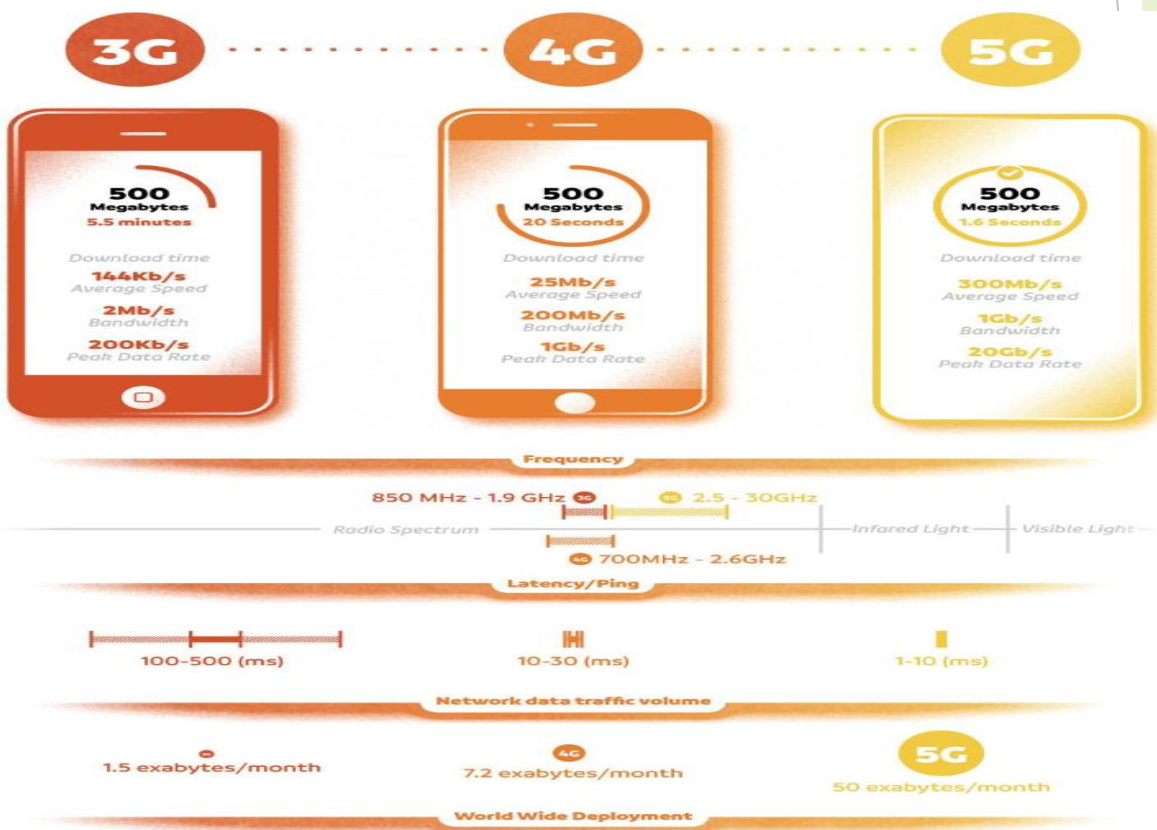 3G
4G
5G
500
Megabytes
5.5 minutes
Download time
144Kb/s
Average Speed
2Mb/s
Bandwidth
200Kb/s
Peak Data Rate
500
Megabytes
20 Seconds
Download time
25Mb/s
Average Speed
200Mb/s
Bandwidth
1Gb/s
Peak Data Rate
500
Megabytes
1.6 Seconds
Download time
300Mb/s
Average Speed
1Gb/s
Bandwidth
20Gb/s
Peak Data Rate
Frequency
850 MHz - 1.9 GHz 3G
5G 2.5 - 30GHz
Radio Spectrum
Infared Light
Visible Light
4G 700MHz - 2.6GHz
Latency/Ping
100-500 (ms)
10-30 (ms)
1-10 (ms)
Network data traffic volume
4G
5G
1.5 exabytes/month
7.2 exabytes/month
50 exabytes/month
World Wide Deployment